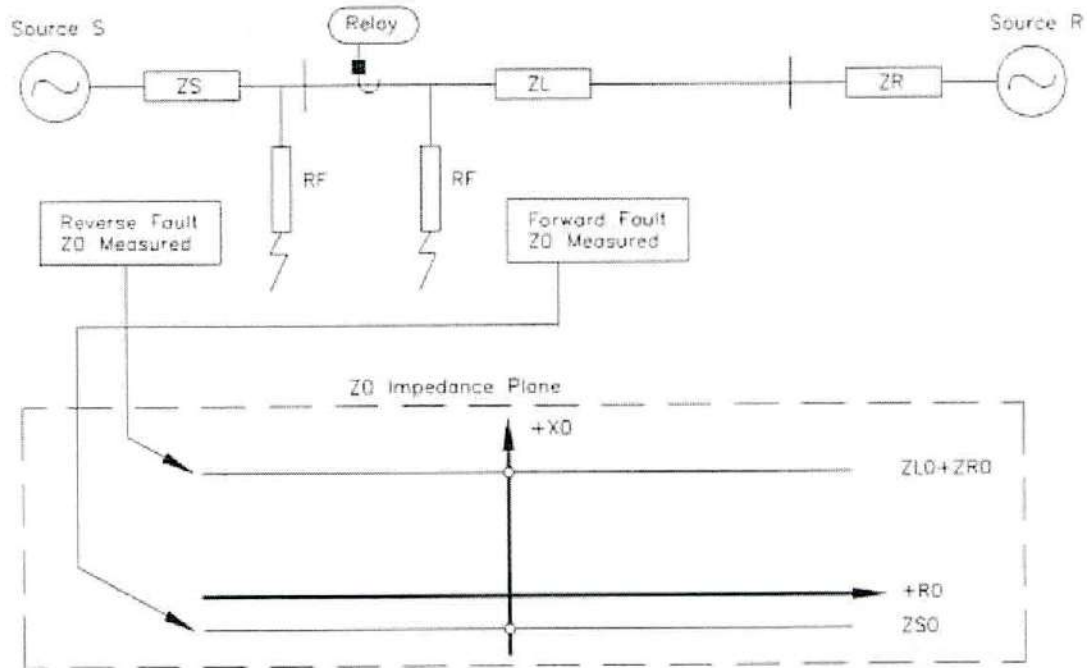 Source S
Relay
Source R
ZS
ZL
ZR
RF
RF
Reverse Fault
Z0 Measured
Forward Fault
Z0 Measured
Z0 Impedance Plane
+X0
ZL0+ZR0
+R0
ZS0